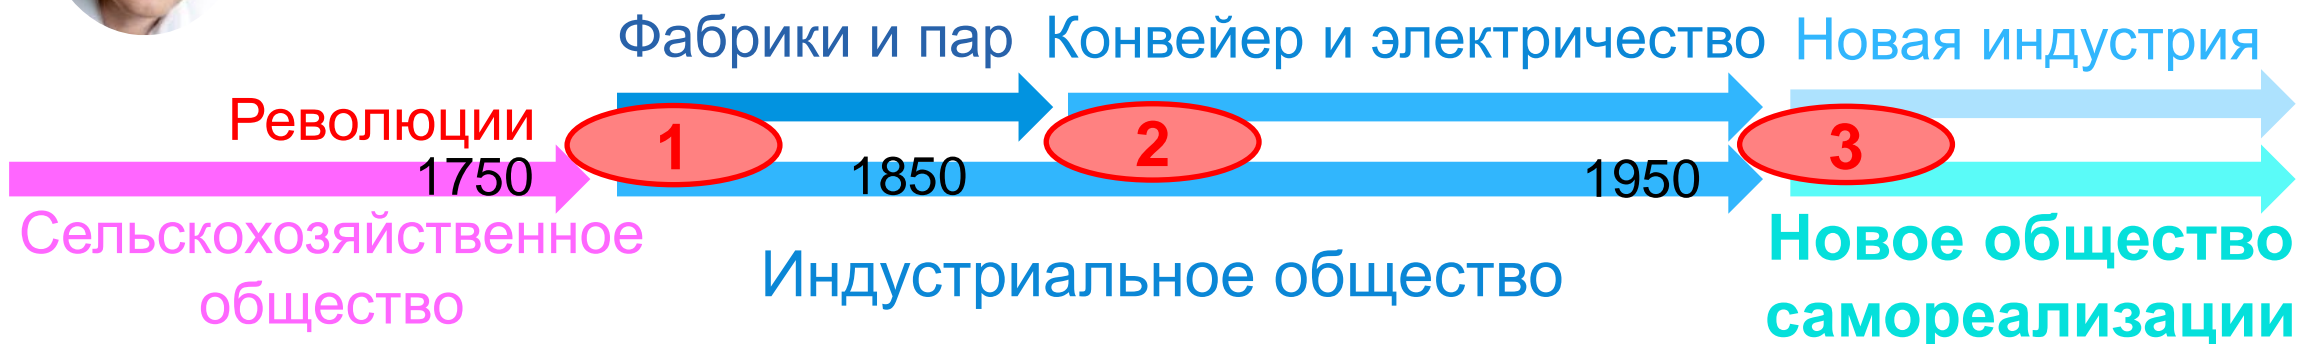 Фабрики и пар Конвейер и электричество Новая индустрия
Революции
1 2 3
1750 1850 1950
Сельскохозяйственное
общество
Индустриальное общество
Новое общество
самореализации